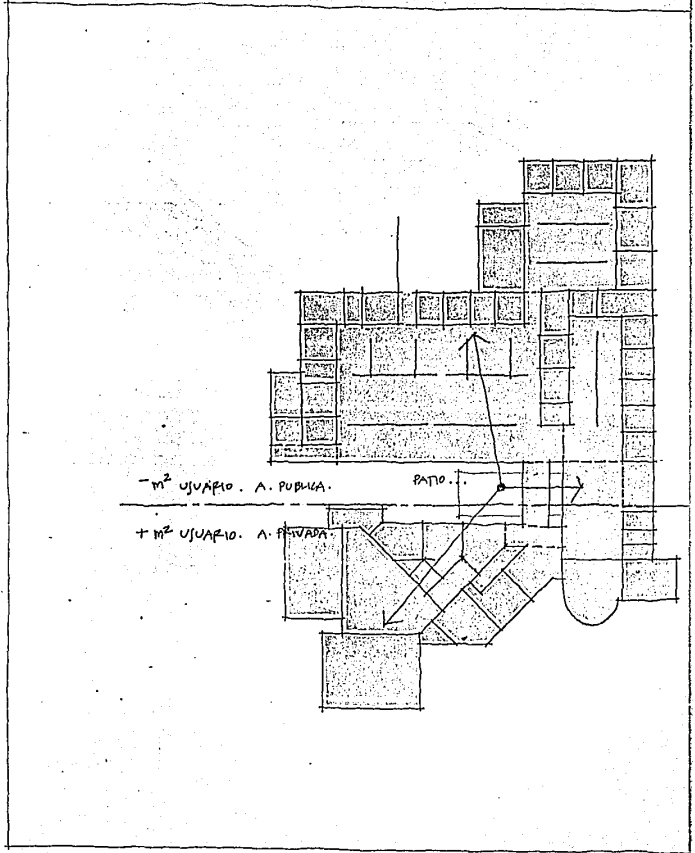 -m² USUARIO. A. PUBLICA.
PATIO...
+m² USUARIO. A. PRIVADA.